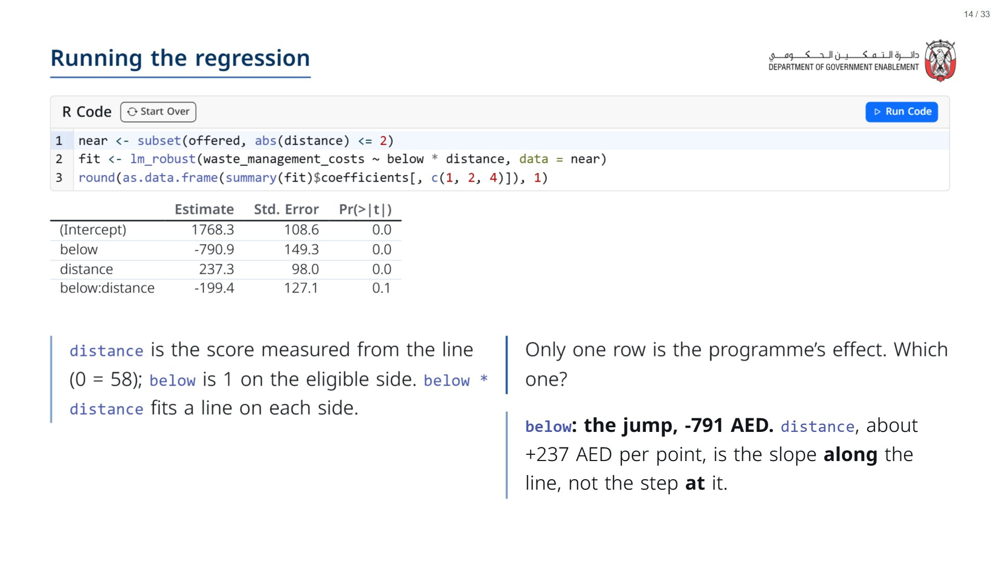 14 / 33
Running the regression
دائرة التمكين الحكومي
DEPARTMENT OF GOVERNMENT ENABLEMENT
R Code
Start Over
Run Code
1 near <- subset(offered, abs(distance) <= 2)
2 fit <- lm_robust(waste_management_costs ~ below * distance, data = near)
3 round(as.data.frame(summary(fit)$coefficients[, c(1, 2, 4)]), 1)
Estimate Std. Error Pr(>|t|)
(Intercept) 1768.3 108.6 0.0
below -790.9 149.3 0.0
distance 237.3 98.0 0.0
below:distance -199.4 127.1 0.1
distance is the score measured from the line
(0 = 58); below is 1 on the eligible side. below *
distance fits a line on each side.
Only one row is the programme’s effect. Which
one?
below: the jump, -791 AED. distance, about
+237 AED per point, is the slope along the
line, not the step at it.